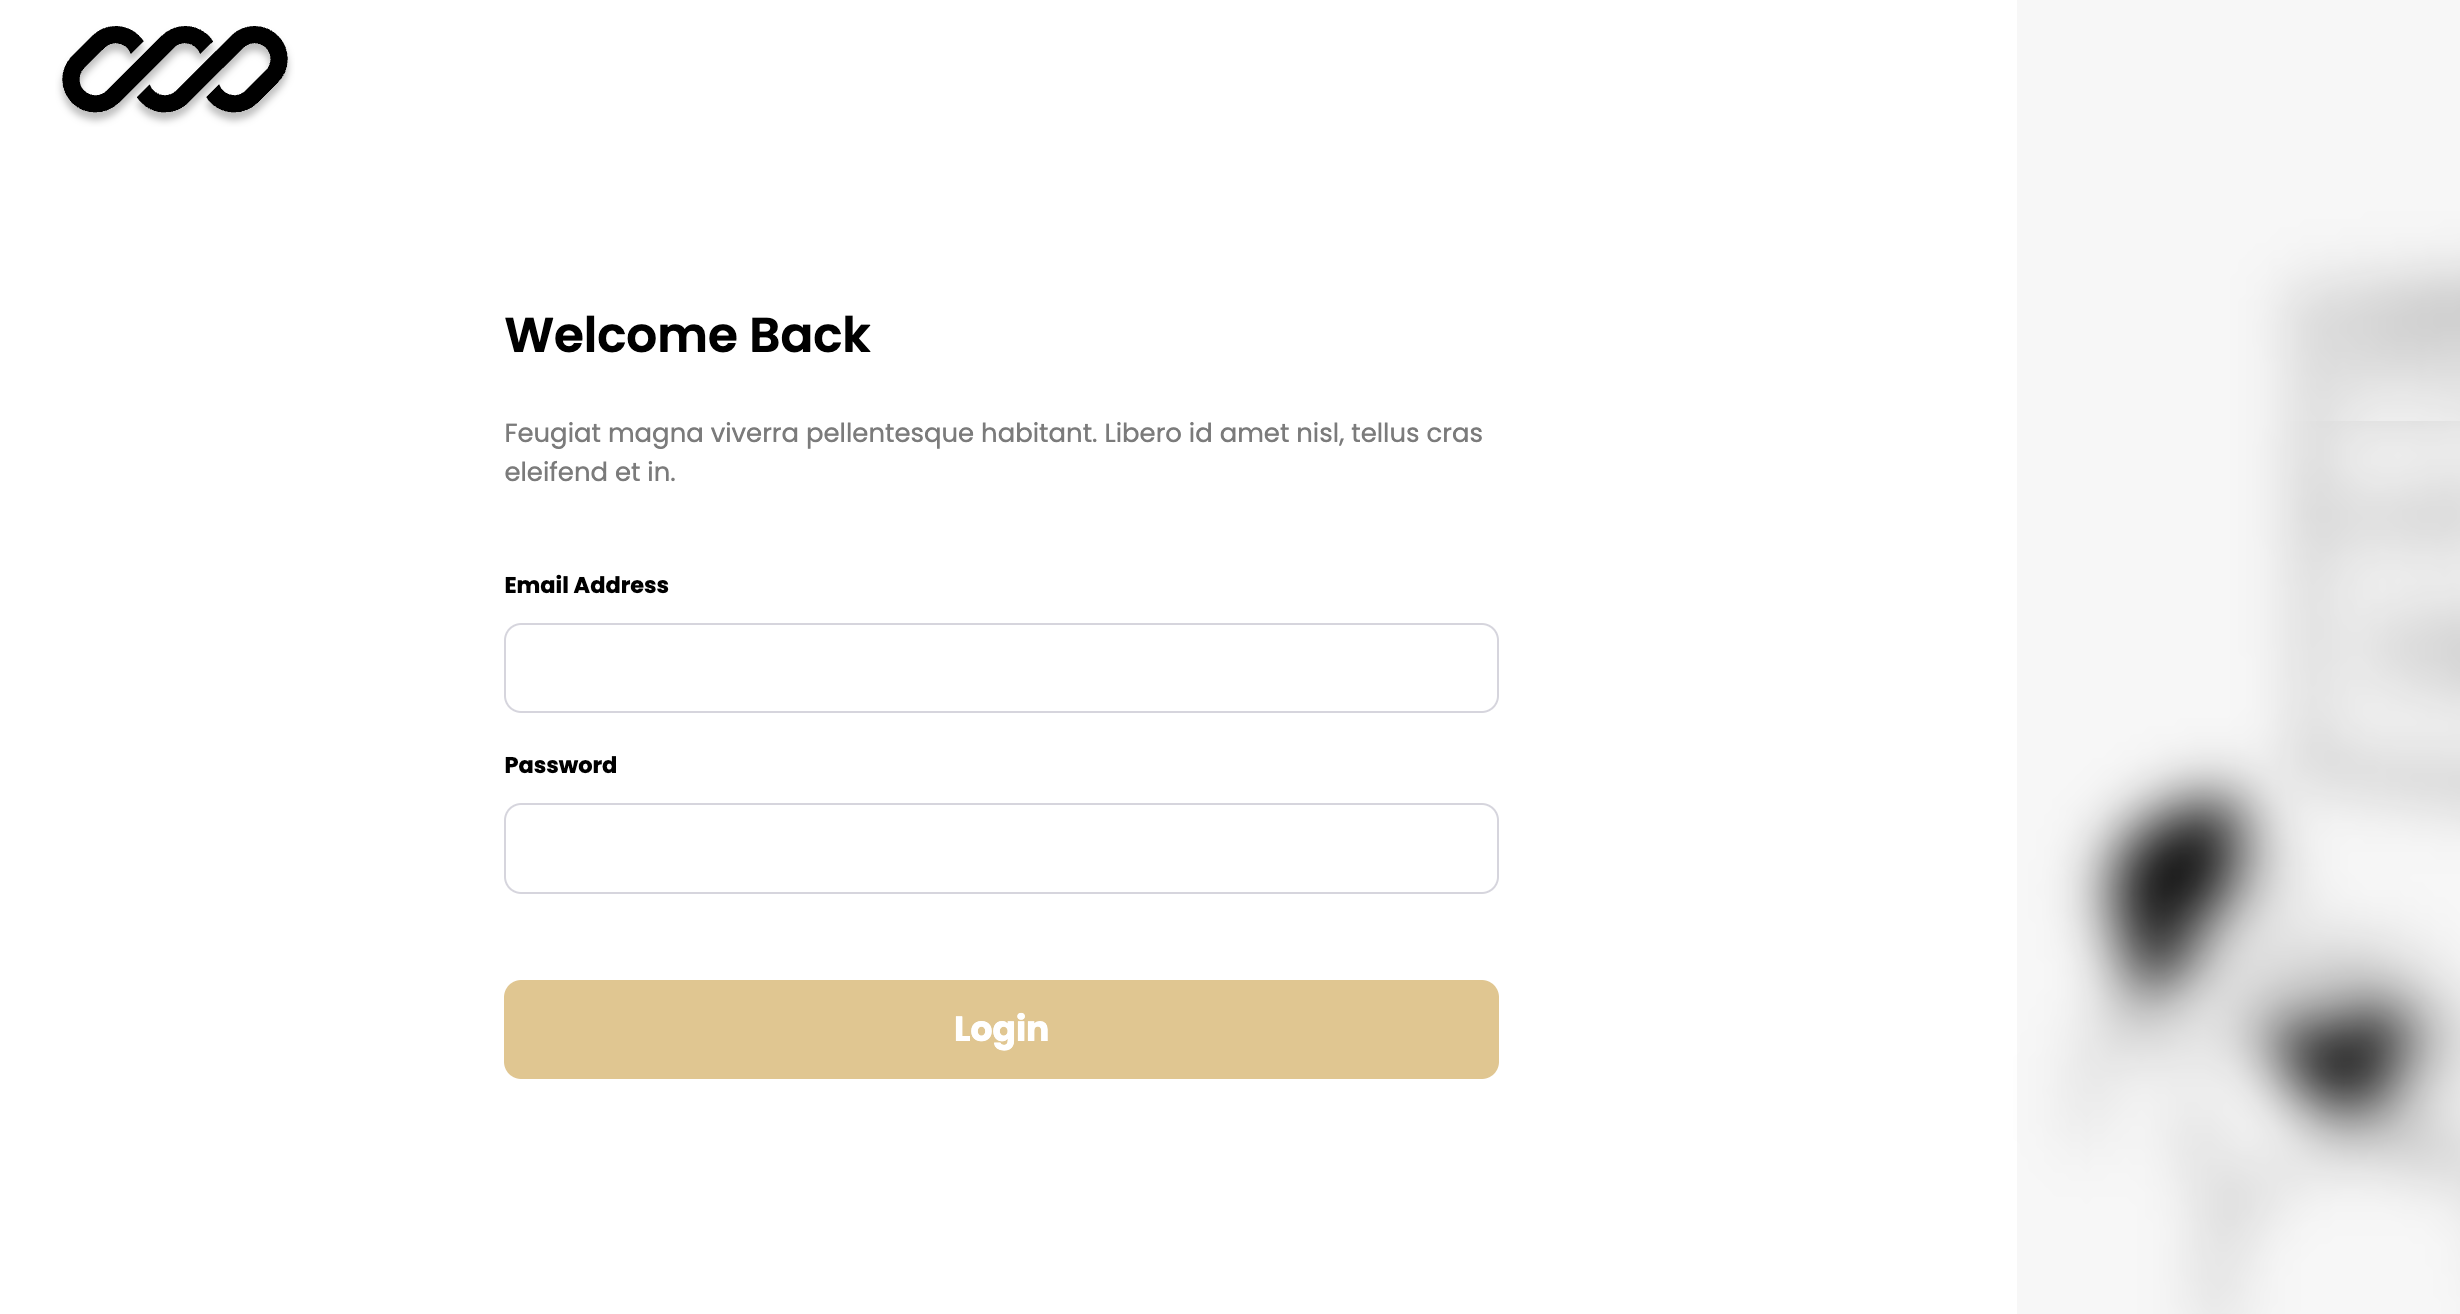 Welcome Back
Feugiat magna viverra pellentesque habitant. Libero id amet nisl, tellus cras
eleifend et in.
Email Address
Password
Login